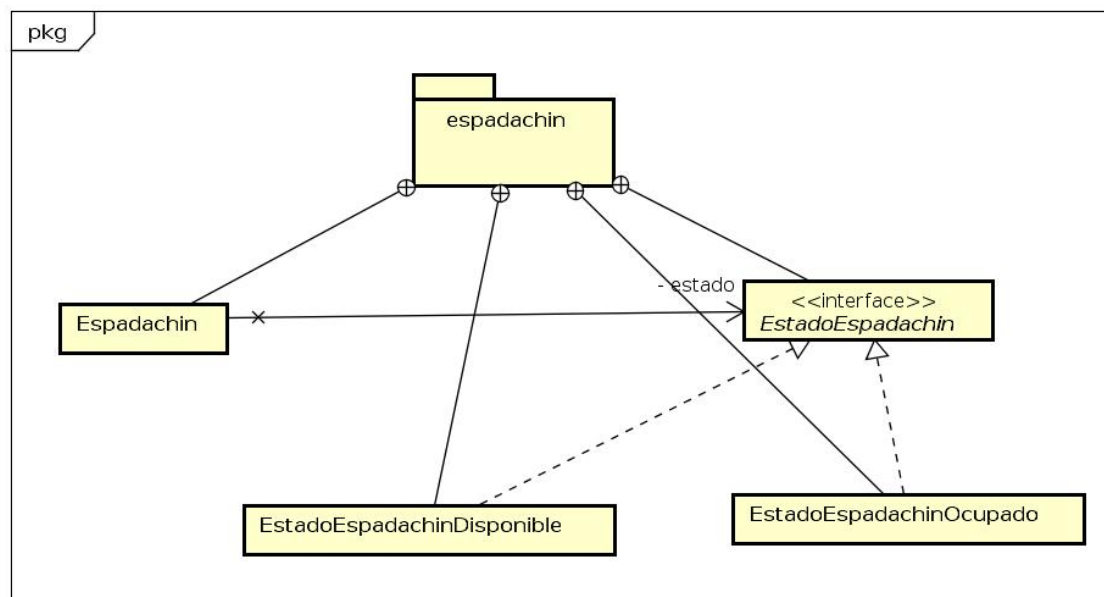 pkg
espadachin
- estado
<<interface>>
EstadoEspadachin
Espadachin
EstadoEspadachinDisponible
EstadoEspadachinOcupado